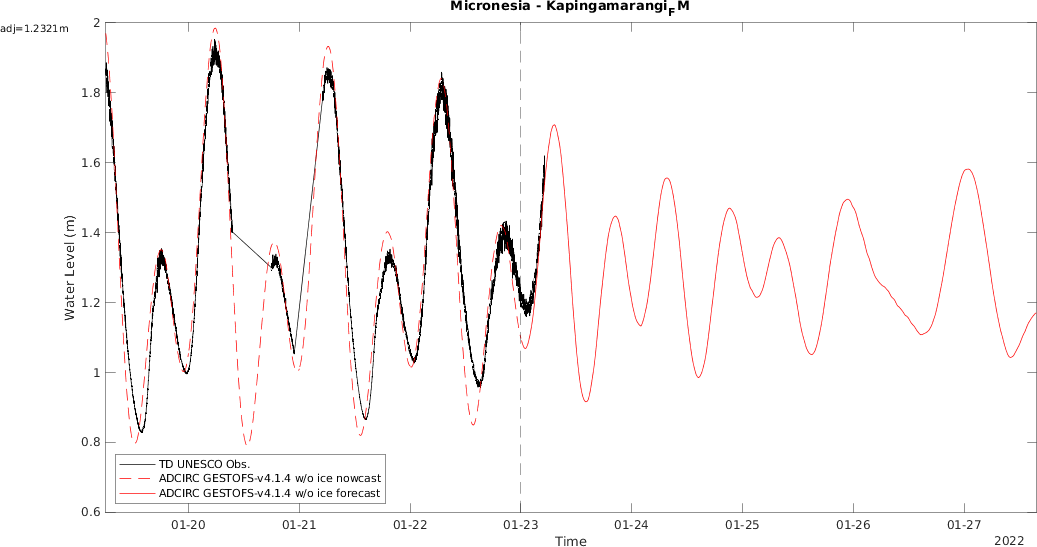 Micronesia - KapingamarangiFM
adj=1.2321m
2
1.8
1.6
1.4
1.2
1
0.8
0.6
Water Level (m)
TD UNESCO Obs.
ADCIRC GESTOFS-v4.1.4 w/o ice nowcast
ADCIRC GESTOFS-v4.1.4 w/o ice forecast
01-20 01-21 01-22 01-23 01-24 01-25 01-26 01-27
Time
2022